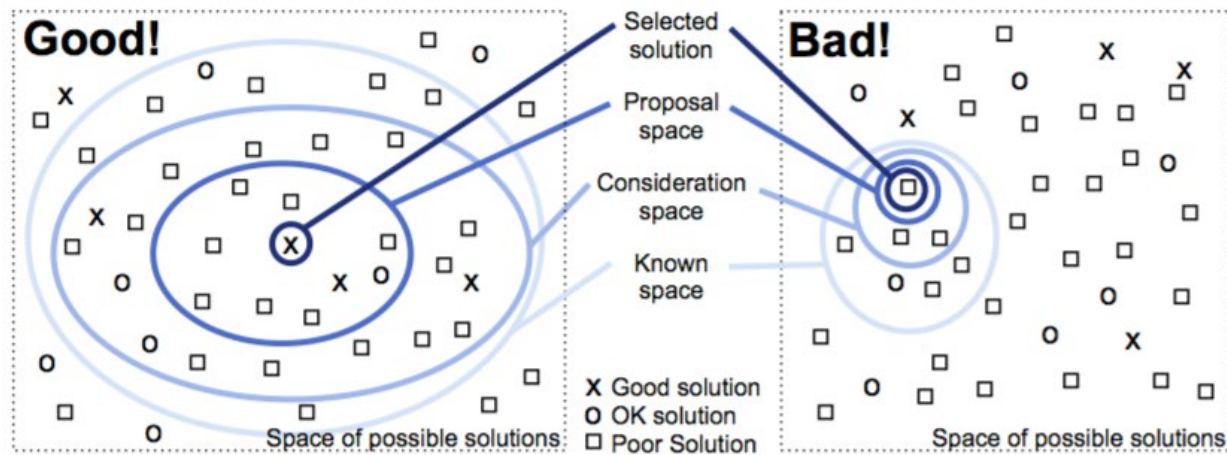 Good!
Selected
solution
Proposal
space
Consideration
space
Known
space
X Good solution
O OK solution
Poor Solution
Space of possible solutions
Bad!
Space of possible solutions